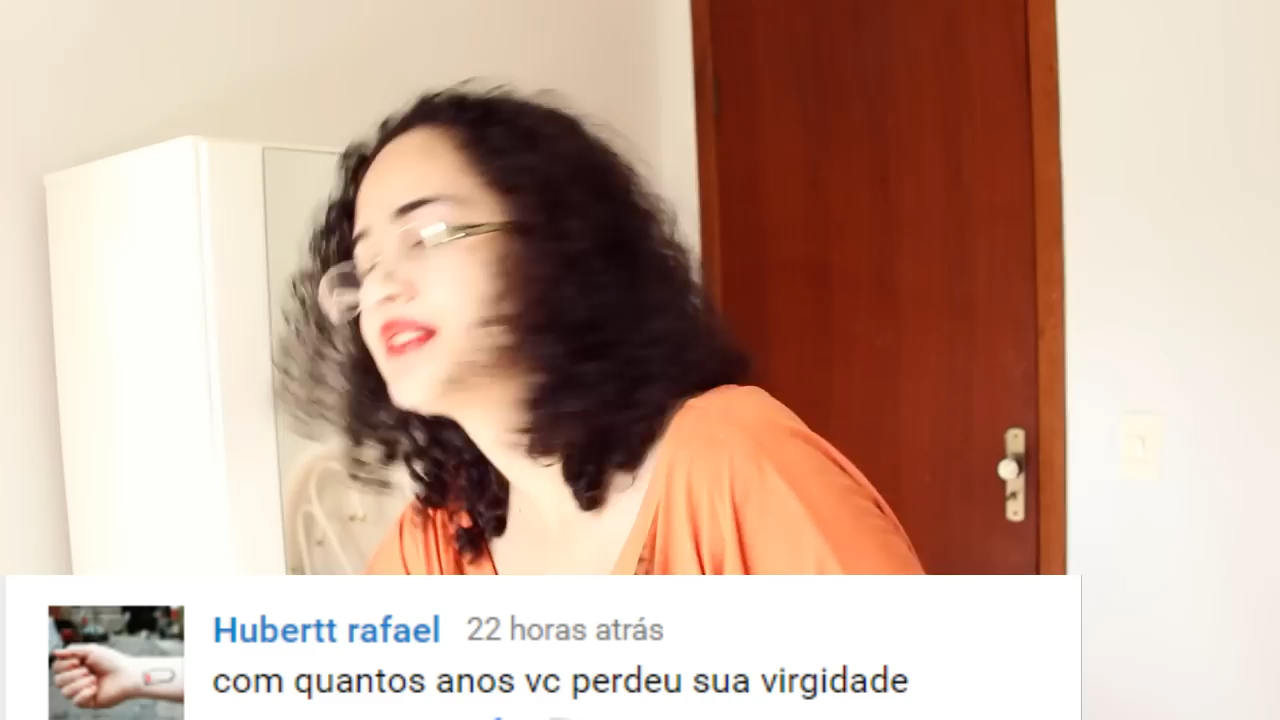 Hubertt rafael 22 horas atrás
com quantos anos vc perdeu sua virgidade